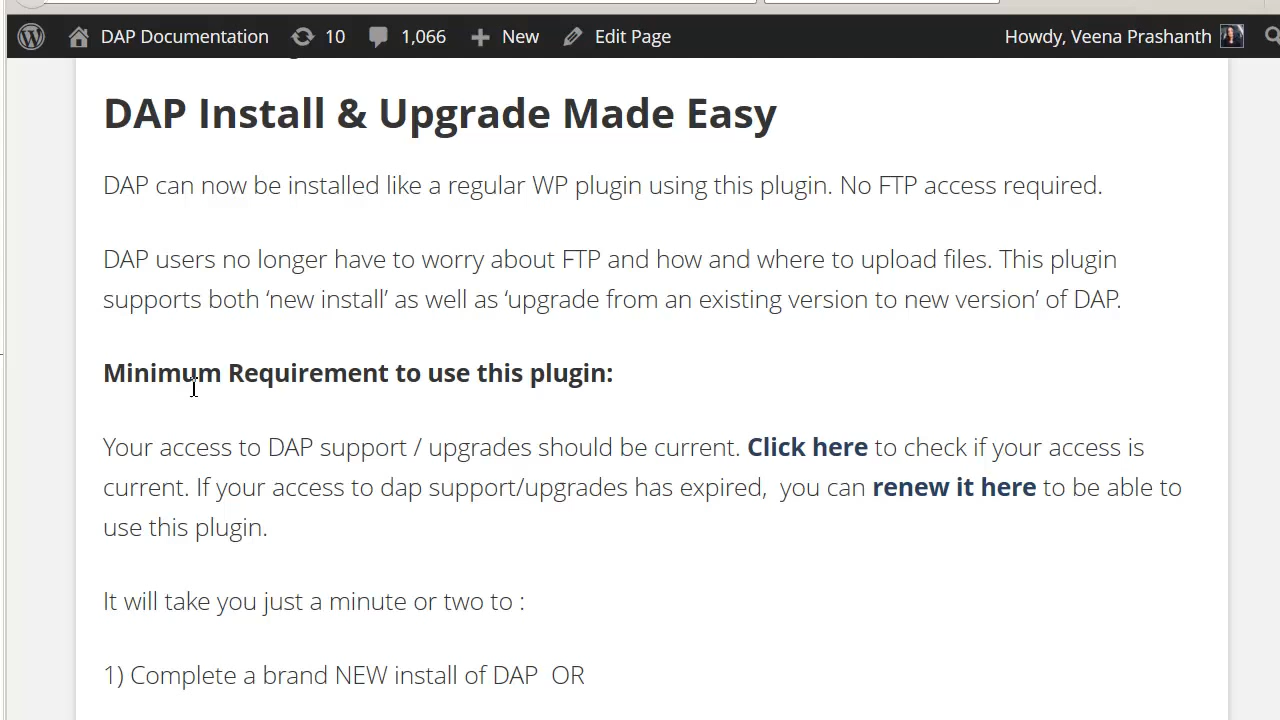 DAP Documentation 10 1,066 New Edit Page Howdy, Veena Prashanth
DAP Install & Upgrade Made Easy
DAP can now be installed like a regular WP plugin using this plugin. No FTP access required.
DAP users no longer have to worry about FTP and how and where to upload files. This plugin
supports both ‘new install’ as well as ‘upgrade from an existing version to new version’ of DAP.
Minimum Requirement to use this plugin:
Your access to DAP support / upgrades should be current. Click here to check if your access is
current. If your access to dap support/upgrades has expired,  you can renew it here to be able to
use this plugin.
It will take you just a minute or two to :
1) Complete a brand NEW install of DAP  OR